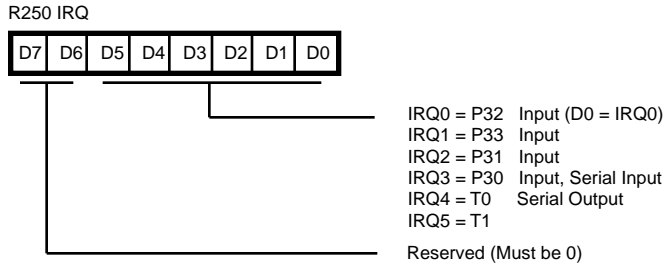 R250 IRQ
D7 D6 D5 D4 D3 D2 D1 D0
IRQ0 = P32 Input (D0 = IRQ0)
IRQ1 = P33 Input
IRQ2 = P31 Input
IRQ3 = P30 Input, Serial Input
IRQ4 = T0 Serial Output
IRQ5 = T1
Reserved (Must be 0)